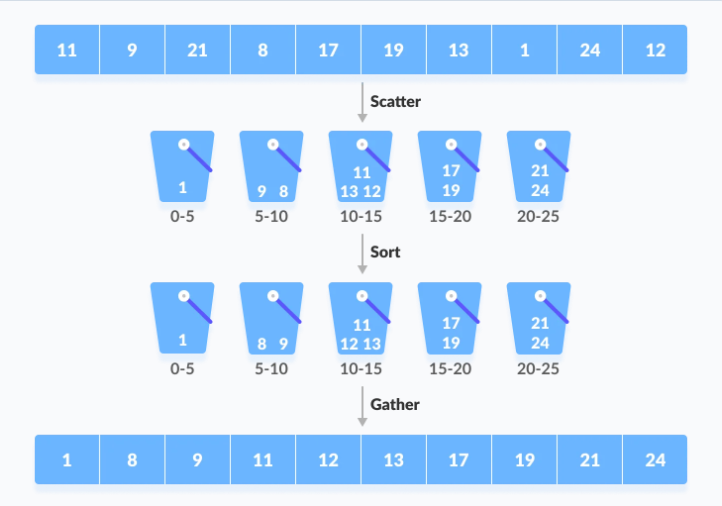 11 9 21 8 17 19 13 1 24 12
Scatter
11 17 21
1 9 8 13 12 19 24
0-5 5-10 10-15 15-20 20-25
Sort
11 17 21
1 8 9 12 13 19 24
0-5 5-10 10-15 15-20 20-25
Gather
1 8 9 11 12 13 17 19 21 24